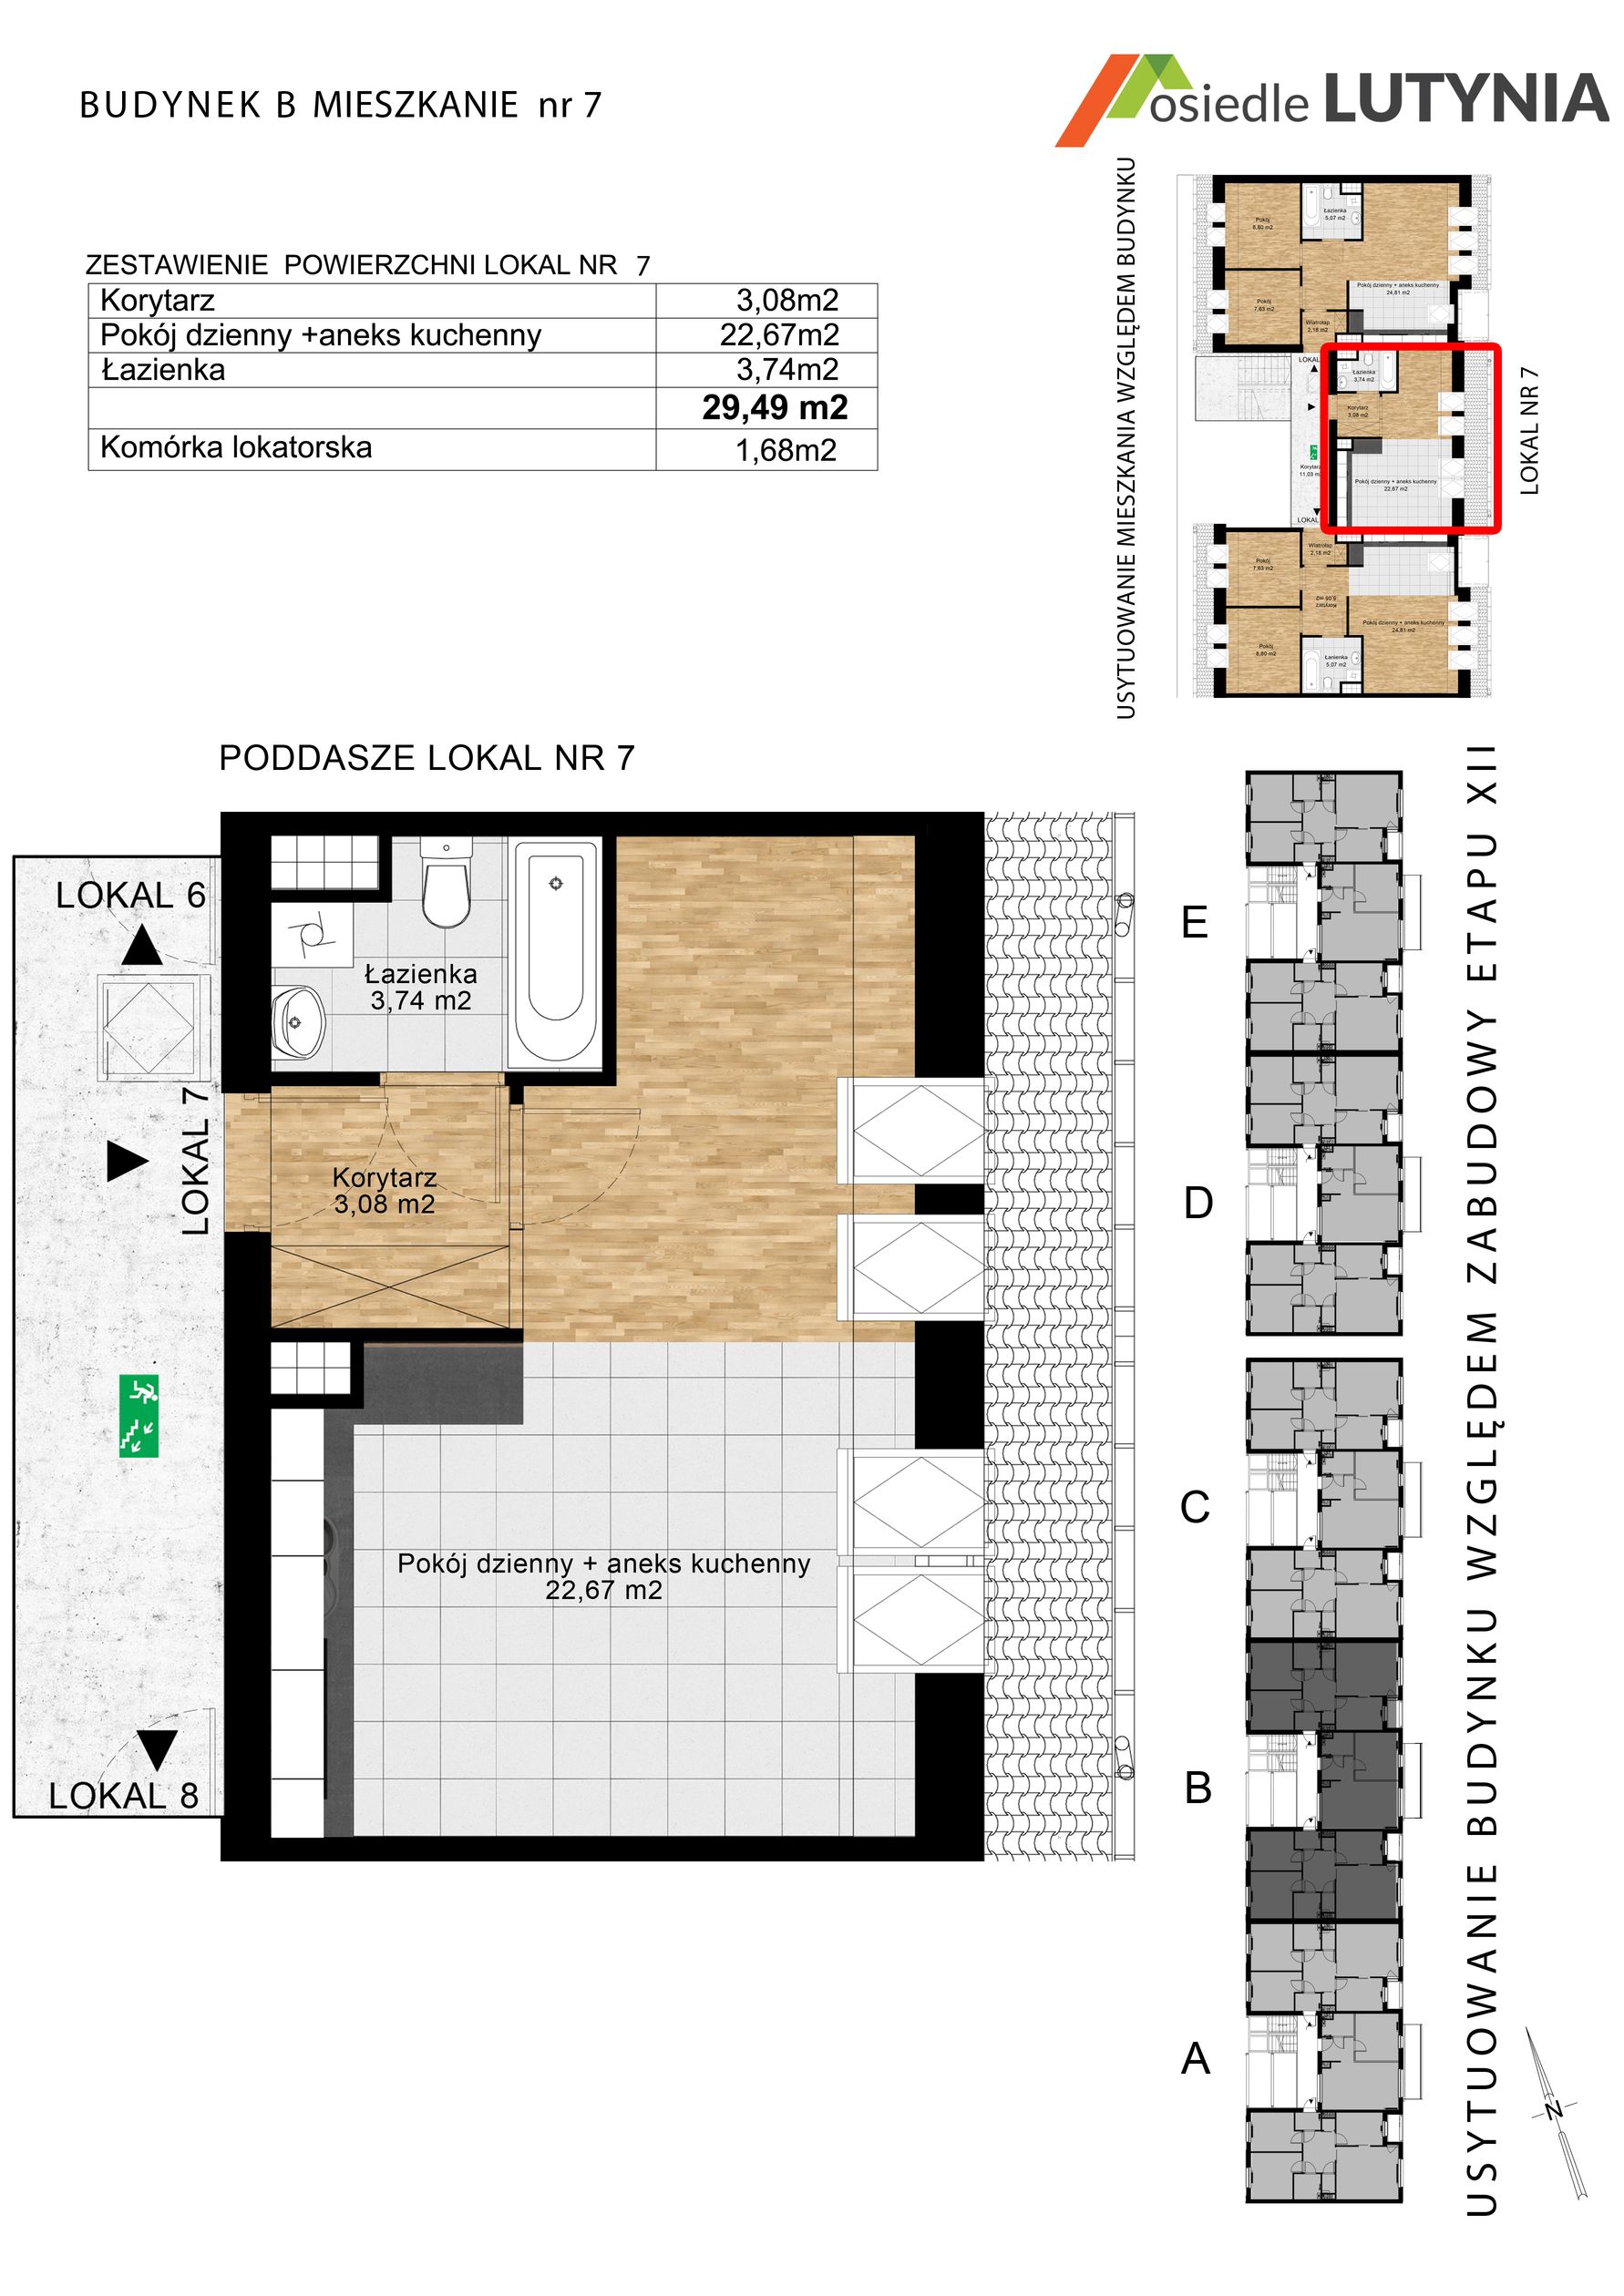 BUDYNEK B MIESZKANIE nr 7
osiedle LUTYNIA
ZESTAWIENIE POWIERZCHNI LOKAL NR 7
Korytarz 3,08m2
Pokój dzienny +aneks kuchenny 22,67m2
Łazienka 3,74m2
29,49 m2
Komórka lokatorska 1,68m2
USYTUOWANIE MIESZKANIA WZGLĘDEM BUDYNKU
Pokój
8,80 m2
Łazienka
5,07 m2
Pokój
7,63 m2
Pokój dzienny + aneks kuchenny
24,81 m2
Wiatrołap
2,18 m2
LOKAL
Łazienka
3,74 m2
Korytarz
3,08 m2
Korytarz
11,03 m
Pokój dzienny + aneks kuchenny
22,67 m2
LOKAL
LOKAL NR 7
Wiatrołap
2,18 m2
Pokój
7,63 m2
Korytarz
Pokój dzienny + aneks kuchenny
24,81 m2
Pokój
8,80 m2
Łazienka
5,07 m2
PODDASZE LOKAL NR 7
LOKAL 6
Łazienka
3,74 m2
LOKAL 7
Korytarz
3,08 m2
Pokój dzienny + aneks kuchenny
22,67 m2
LOKAL 8
E
D
C
B
A
USYTUOWANIE BUDYNKU WZGLĘDEM ZABUDOWY ETAPU XII
N